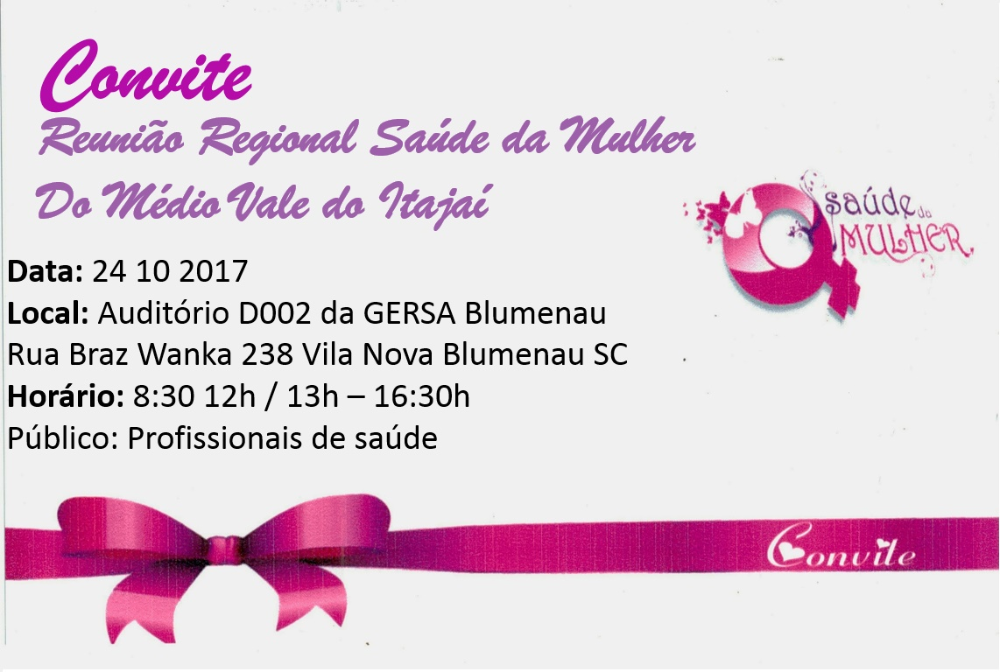 Convite
Reunião Regional Saúde da Mulher
Do Médio Vale do Itajaí
saúde da
MULHER
Data: 24 10 2017
Local: Auditório D002 da GERSA Blumenau
Rua Braz Wanka 238 Vila Nova Blumenau SC
Horário: 8:30 12h / 13h – 16:30h
Público: Profissionais de saúde
Convite